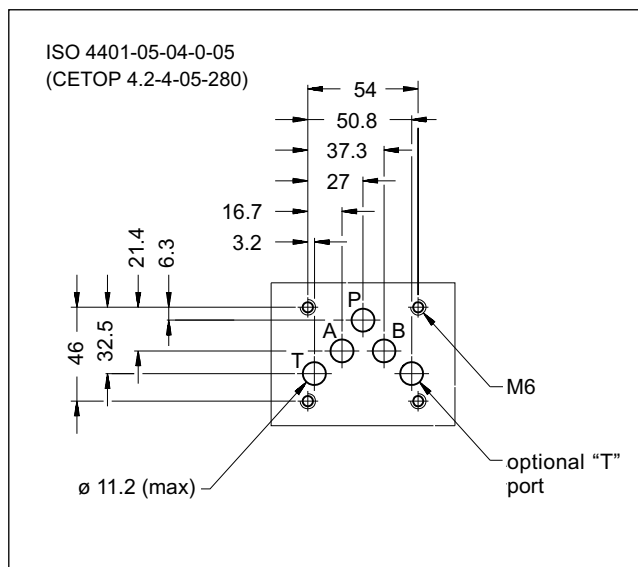 ISO 4401-05-04-0-05
(CETOP 4.2-4-05-280)
54
50.8
37.3
27
16.7
3.2
21.4
6.3
46
32.5
P
A
B
T
M6
ø 11.2 (max)
optional “T”
port